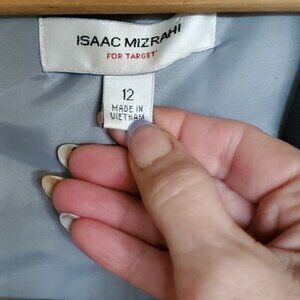 ISAAC MIZRAHI
FOR TARGET
12
MADE IN
VIETNAM